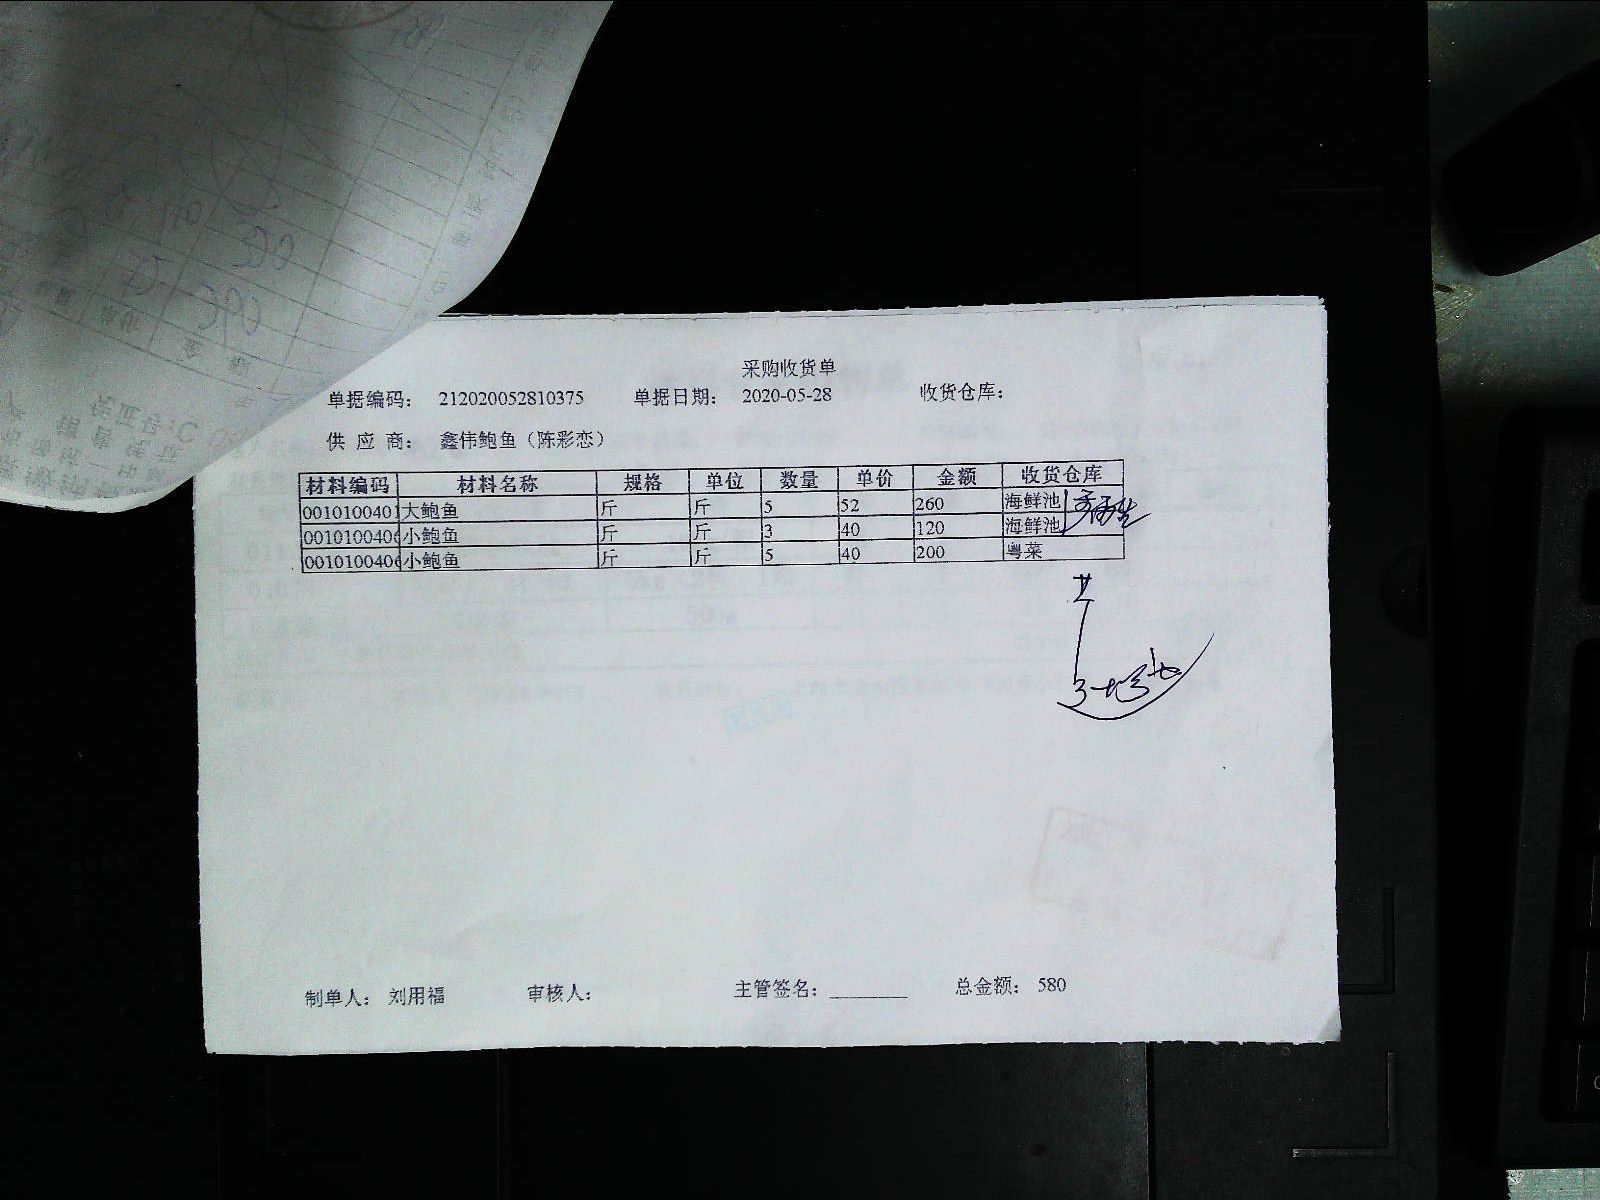 采购收货单
单据编码： 212020052810375 单据日期： 2020-05-28 收货仓库：
供 应 商： 鑫伟鲍鱼（陈彩恋）
材料编码 材料名称 规格 单位 数量 单价 金额 收货仓库
0010100401 大鲍鱼 斤 斤 5 52 260 海鲜池
001010040 小鲍鱼 斤 斤 3 40 120 海鲜池
001010040 小鲍鱼 斤 斤 5 40 200 粤菜
制单人： 刘用福 审核人： 主管签名：________ 总金额： 580